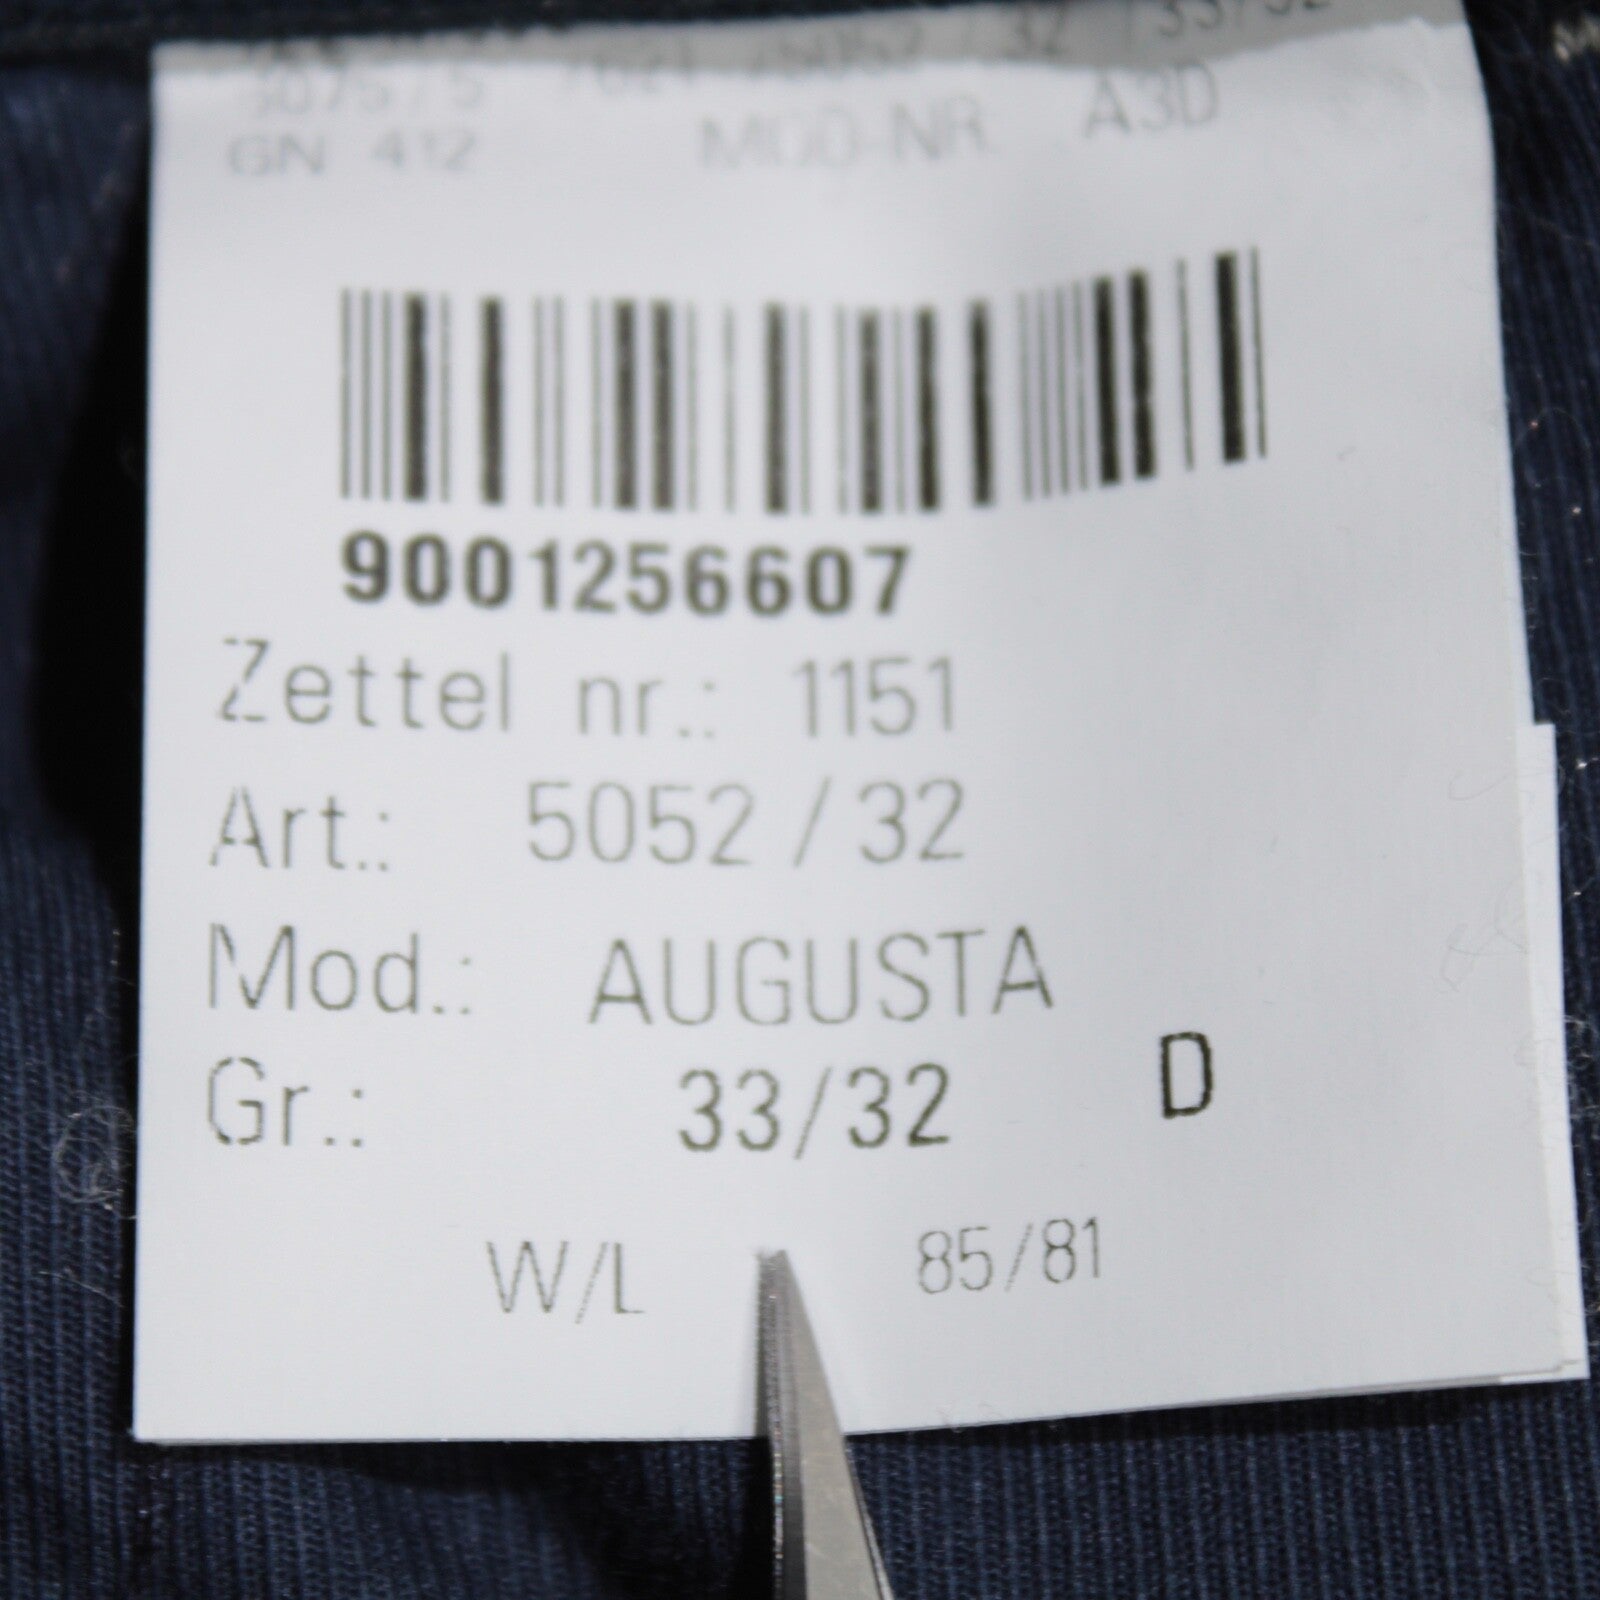 GN 412 MOD-NR A3D
9001256607
Zettel nr.: 1151
Art.: 5052 / 32
Mod.: AUGUSTA
Gr.: 33/32 D
W/L 85/81